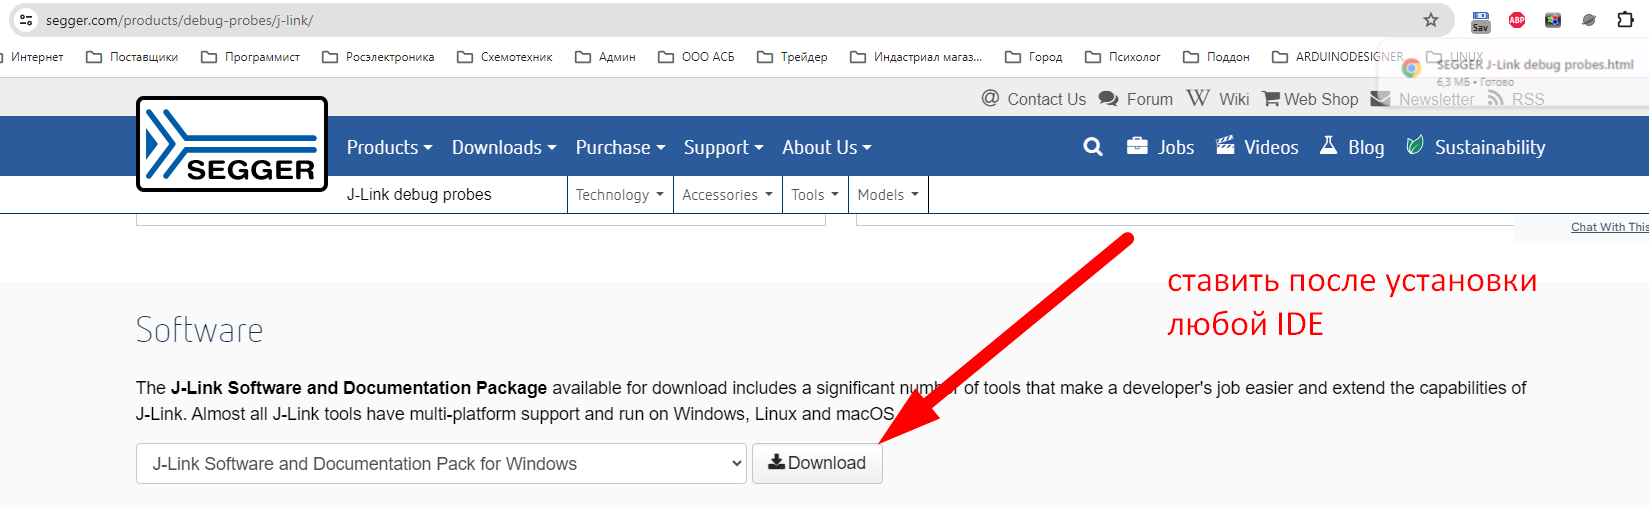 segger.com/products/debug-probes/j-link/
Sav
ABP
Интернет Поставщики Программист Росэлектроника Схемотехник Админ ООО АСБ Трейдер Индастриал магаз... Город Психолог Поддон ARDUINODESIGNER LINUX
SEGGER J-Link debug probes.html
6,3 МБ • Готово
@ Contact Us Forum W Wiki Web Shop Newsletter RSS
SEGGER
Products Downloads Purchase Support About Us Jobs Videos Blog Sustainability
J-Link debug probes Technology Accessories Tools Models
Chat With This
ставить после установки
любой IDE
Software
The J-Link Software and Documentation Package available for download includes a significant number of tools that make a developer's job easier and extend the capabilities of
J-Link. Almost all J-Link tools have multi-platform support and run on Windows, Linux and macOS.
J-Link Software and Documentation Pack for Windows Download